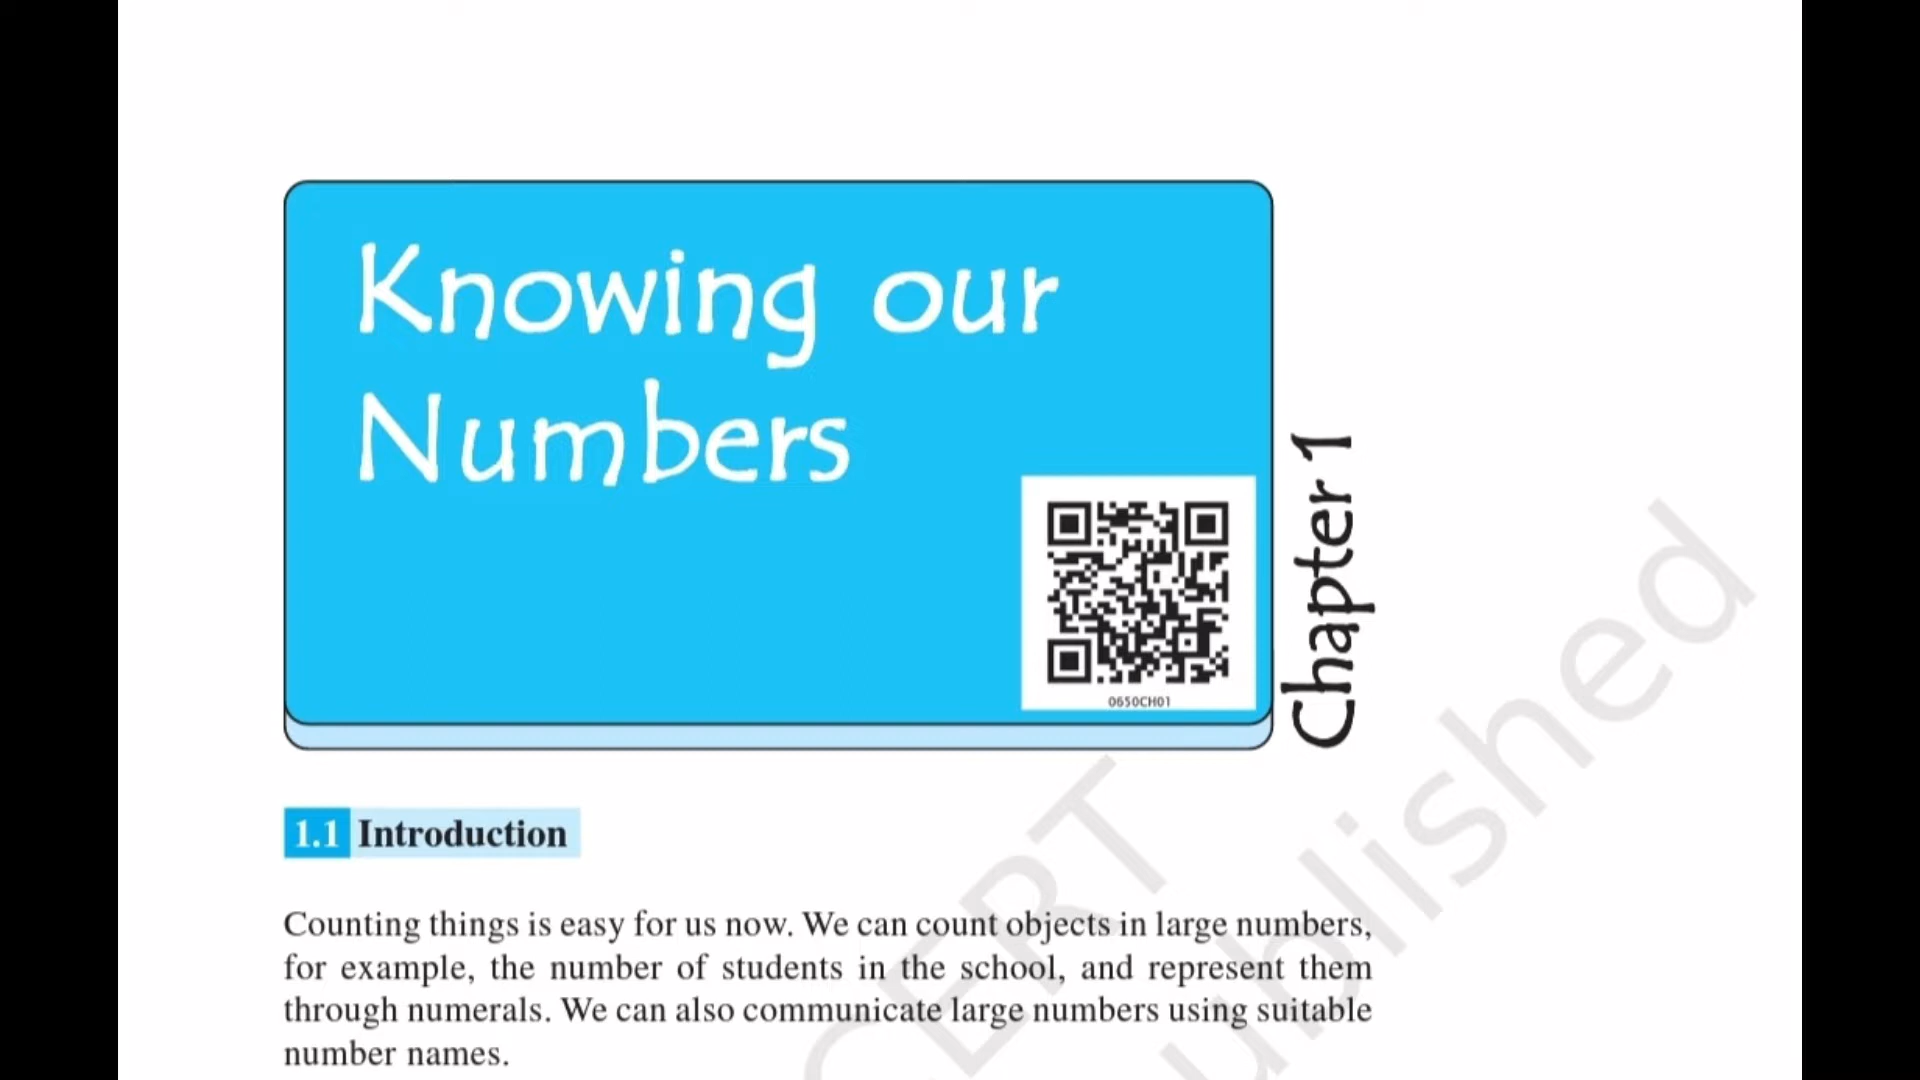 Knowing our
Numbers
Chapter 1
0650CH01
1.1 Introduction
Counting things is easy for us now. We can count objects in large numbers,
for example, the number of students in the school, and represent them
through numerals. We can also communicate large numbers using suitable
number names.